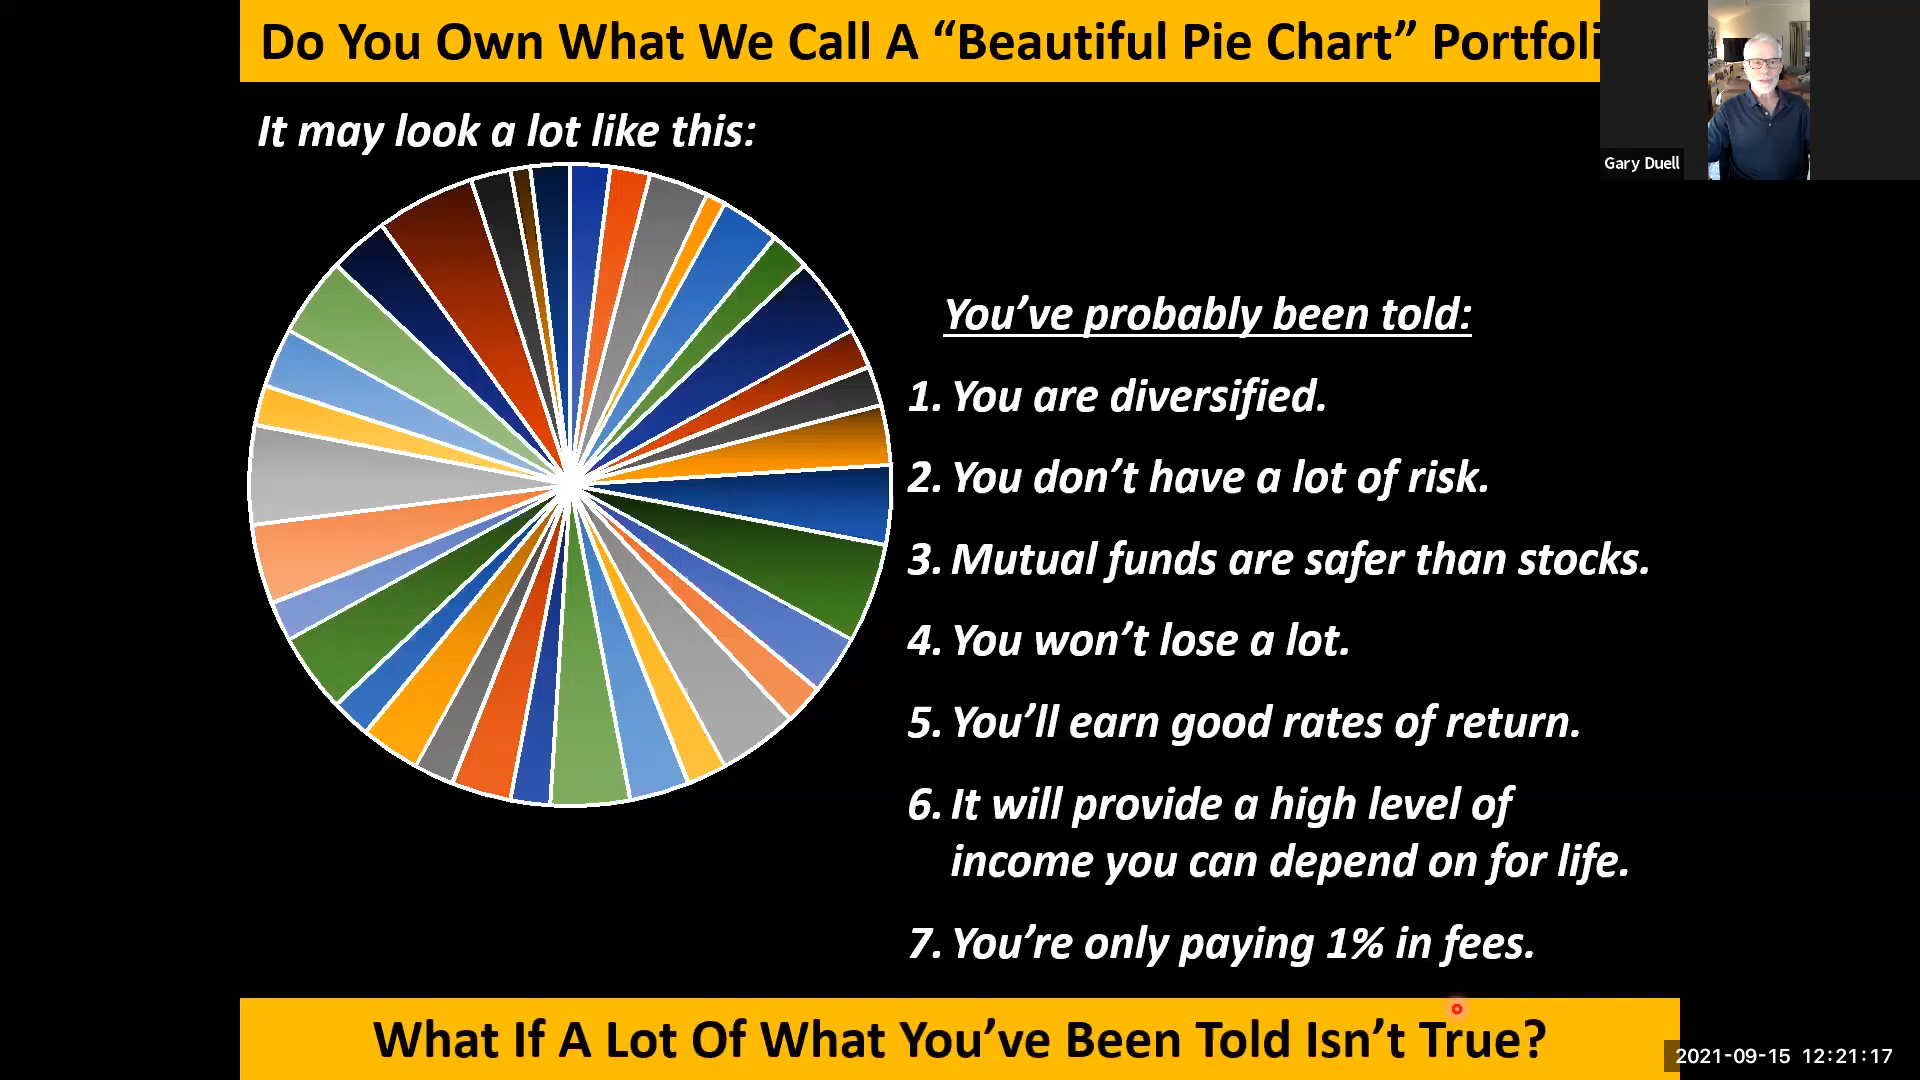 Do You Own What We Call A “Beautiful Pie Chart” Portfoli
Gary Duell
It may look a lot like this:
You’ve probably been told:
1. You are diversified.
2. You don’t have a lot of risk.
3. Mutual funds are safer than stocks.
4. You won’t lose a lot.
5. You’ll earn good rates of return.
6. It will provide a high level of
income you can depend on for life.
7. You’re only paying 1% in fees.
What If A Lot Of What You’ve Been Told Isn’t True?
2021-09-15 12:21:17